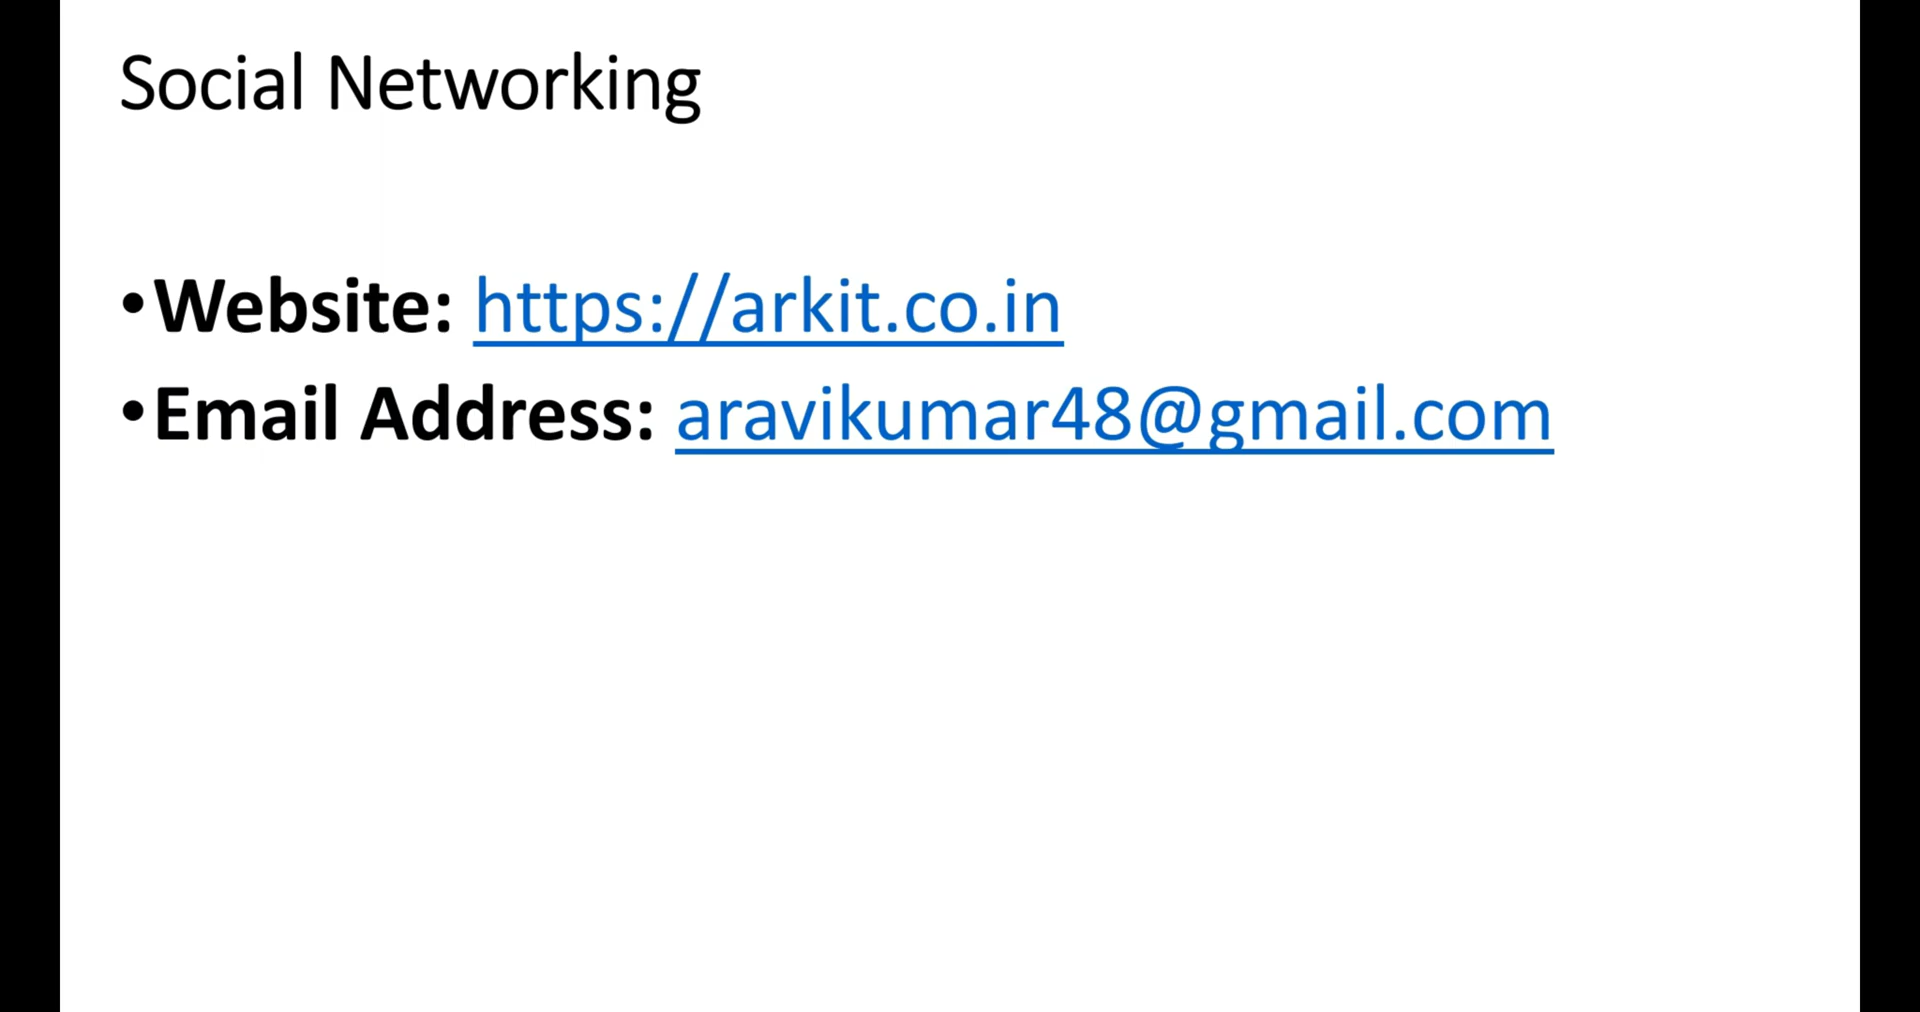 Social Networking
•Website: https://arkit.co.in
•Email Address: aravikumar48@gmail.com